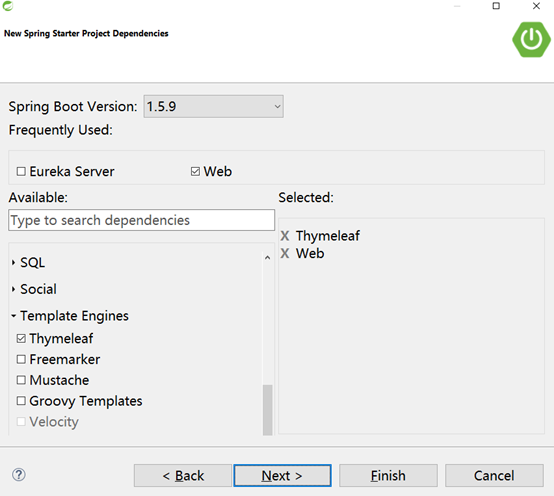 New Spring Starter Project Dependencies
Spring Boot Version: 1.5.9
Frequently Used:
Eureka Server Web
Available: Selected:
Type to search dependencies
Thymeleaf
Web
SQL
Social
Template Engines
Thymeleaf
Freemarker
Mustache
Groovy Templates
Velocity
< Back Next > Finish Cancel